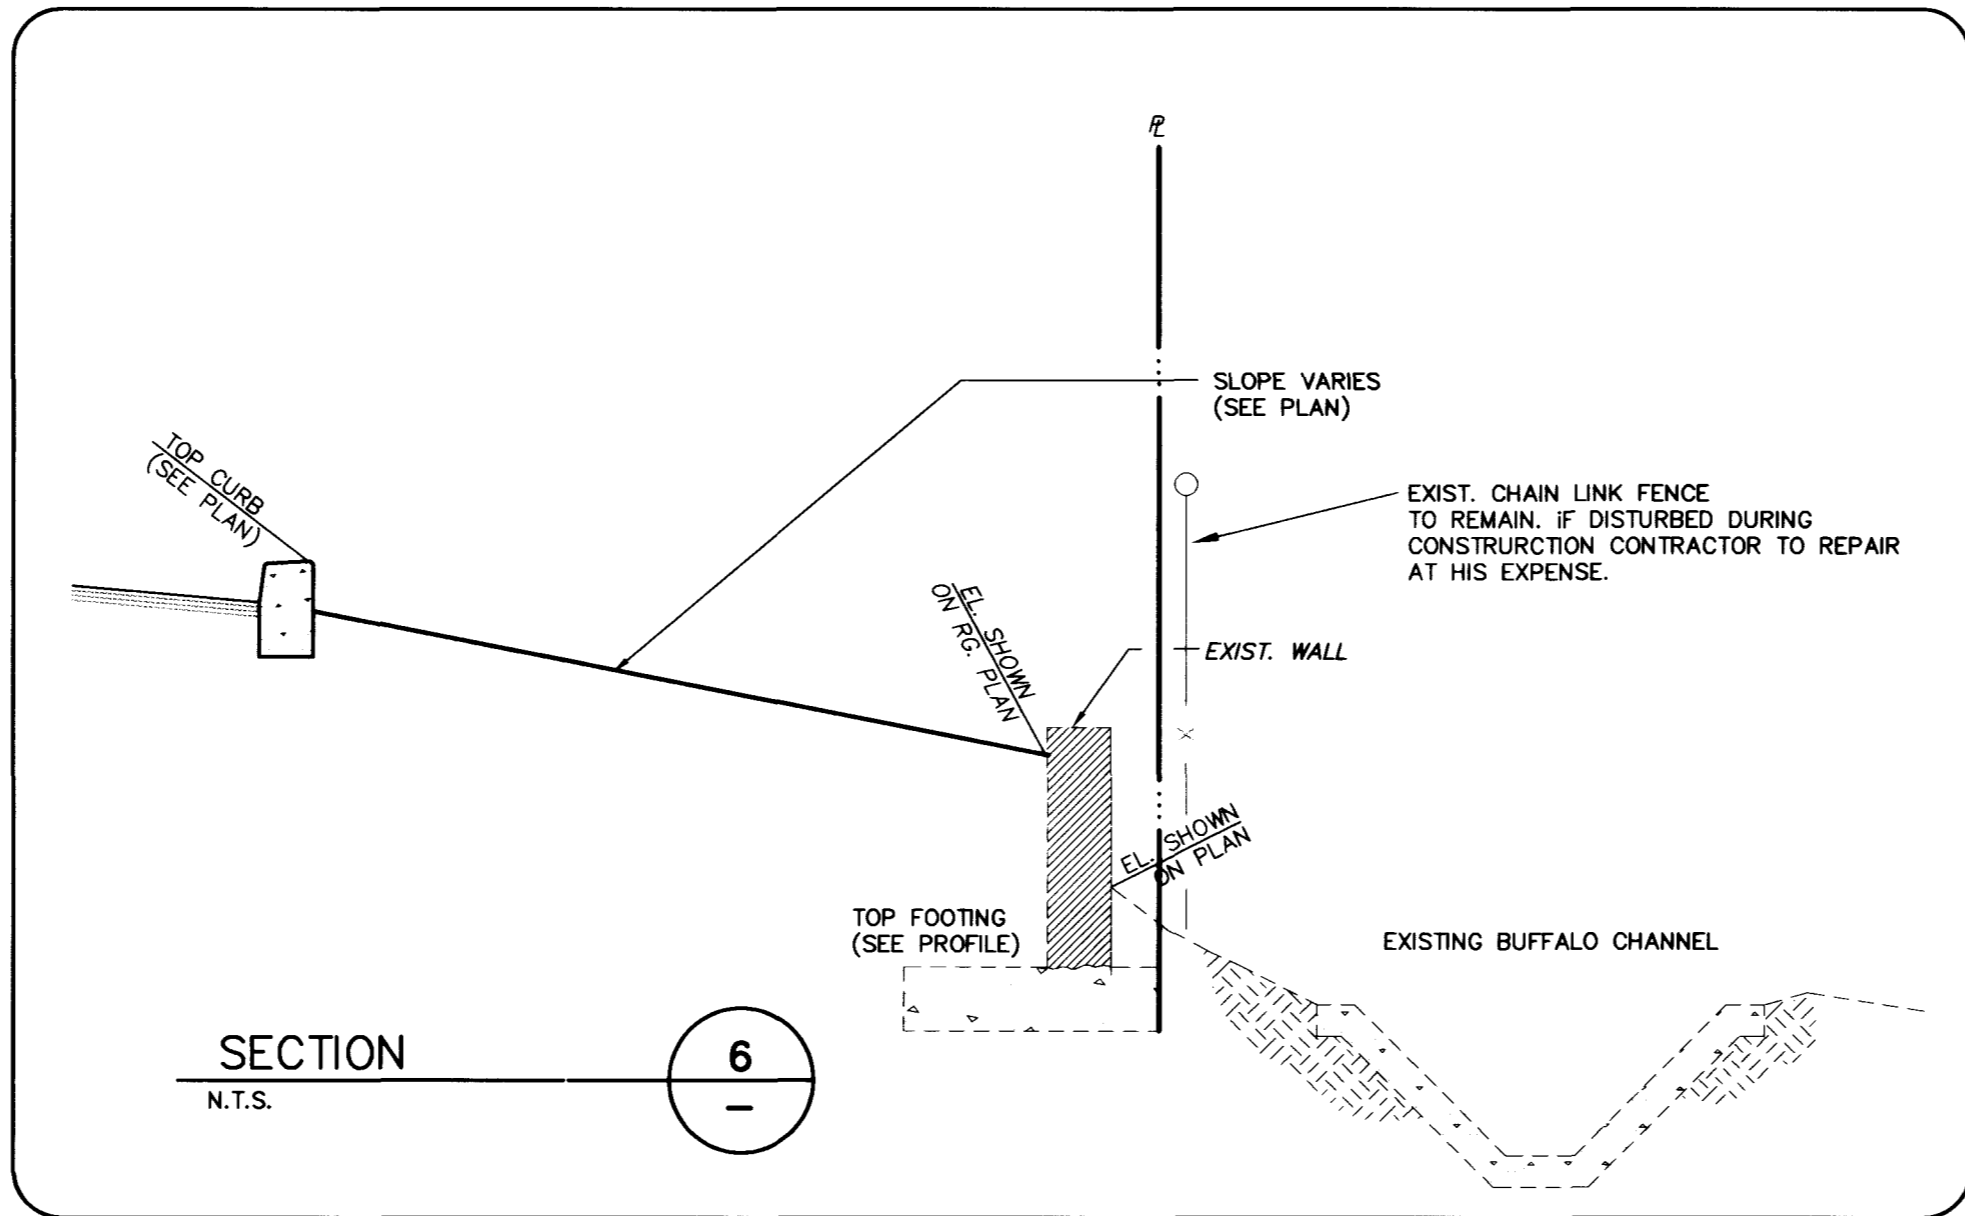 PL
SLOPE VARIES
(SEE PLAN)
TOP CURB
(SEE PLAN)
EXIST. CHAIN LINK FENCE
TO REMAIN. iF DISTURBED DURING
CONSTRURCTION CONTRACTOR TO REPAIR
AT HIS EXPENSE.
EL. SHOWN
ON RG. PLAN
EXIST. WALL
EL. SHOWN
ON PLAN
TOP FOOTING
(SEE PROFILE)
EXISTING BUFFALO CHANNEL
SECTION
N.T.S.
6
–